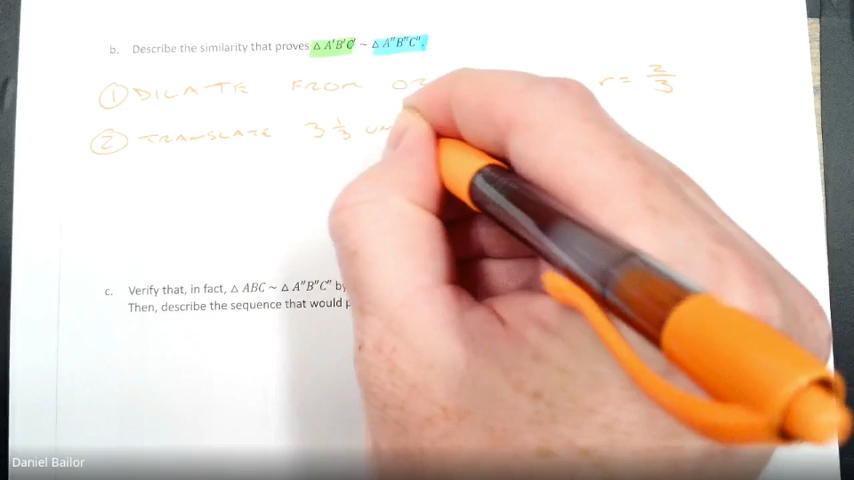 b. Describe the similarity that proves △ A'B'C' ~ △ A"B"C".
① DILATE FROM r = 2/3
② TRANSLATE 3 1/3
c. Verify that, in fact, △ ABC ~ △ A"B"C" by
Then, describe the sequence that would
Daniel Bailor